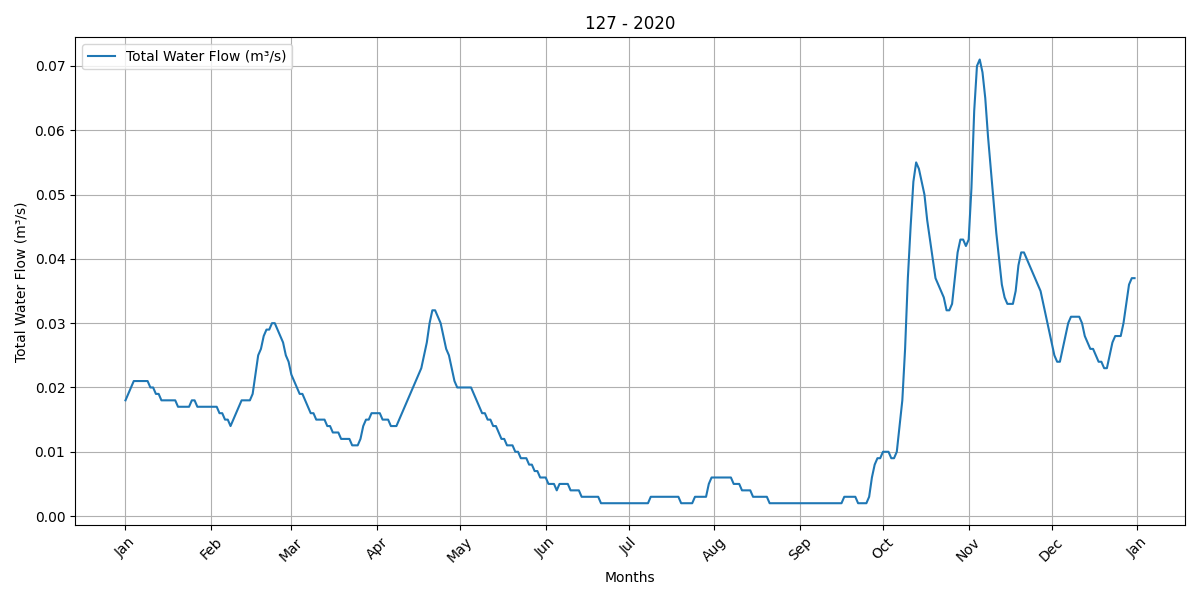 127 - 2020
Total Water Flow (m³/s)
0.07
0.06
0.05
0.04
0.03
0.02
0.01
0.00
Total Water Flow (m³/s)
Jan
Feb
Mar
Apr
May
Jun
Jul
Aug
Sep
Oct
Nov
Dec
Jan
Months